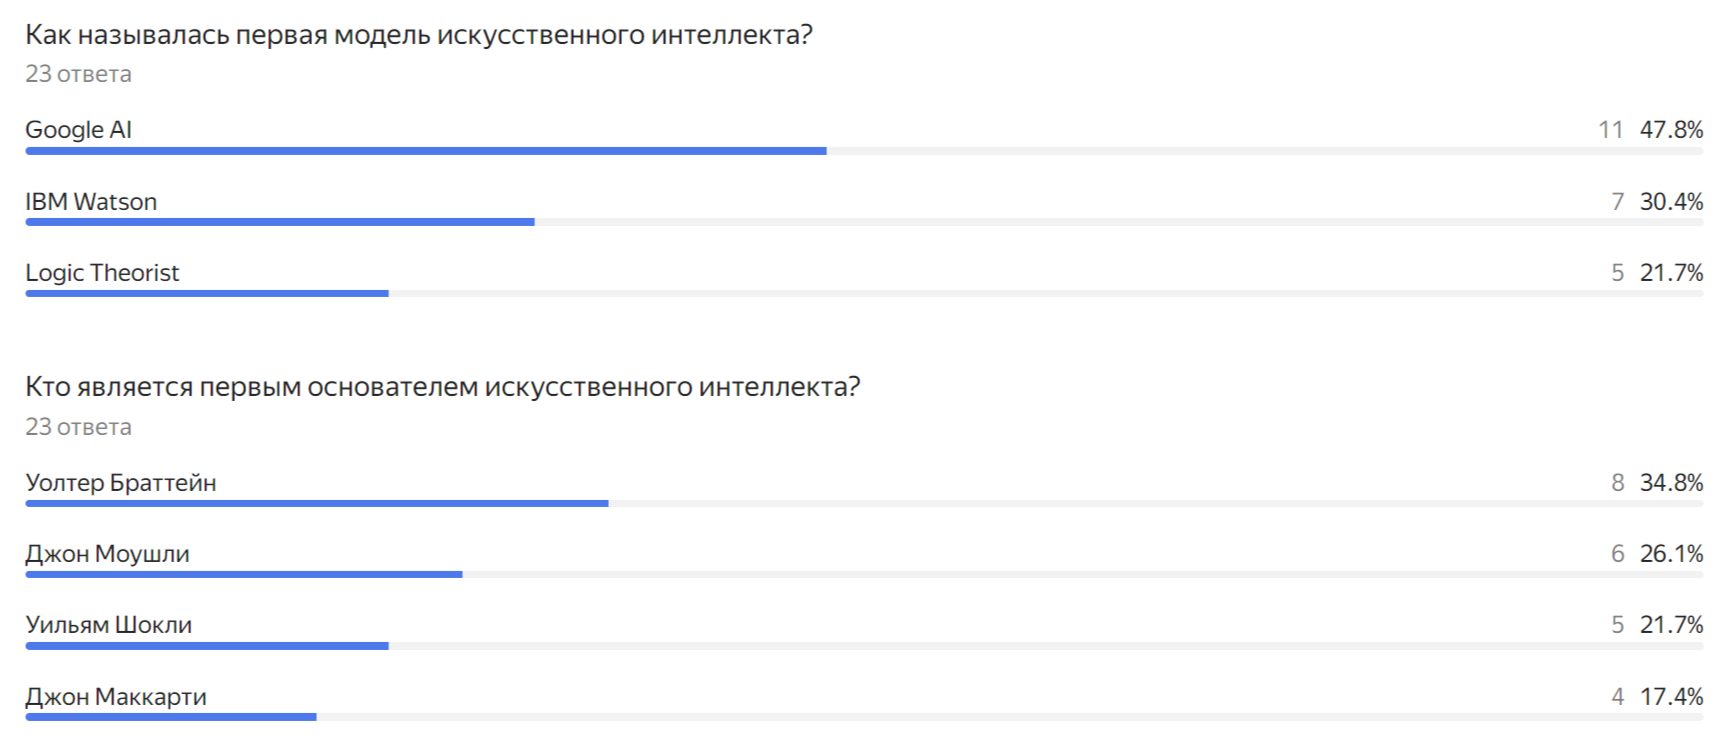 Как называлась первая модель искусственного интеллекта?
23 ответа
Google AI 11 47.8%
IBM Watson 7 30.4%
Logic Theorist 5 21.7%
Кто является первым основателем искусственного интеллекта?
23 ответа
Уолтер Браттейн 8 34.8%
Джон Моушли 6 26.1%
Уильям Шокли 5 21.7%
Джон Маккарти 4 17.4%